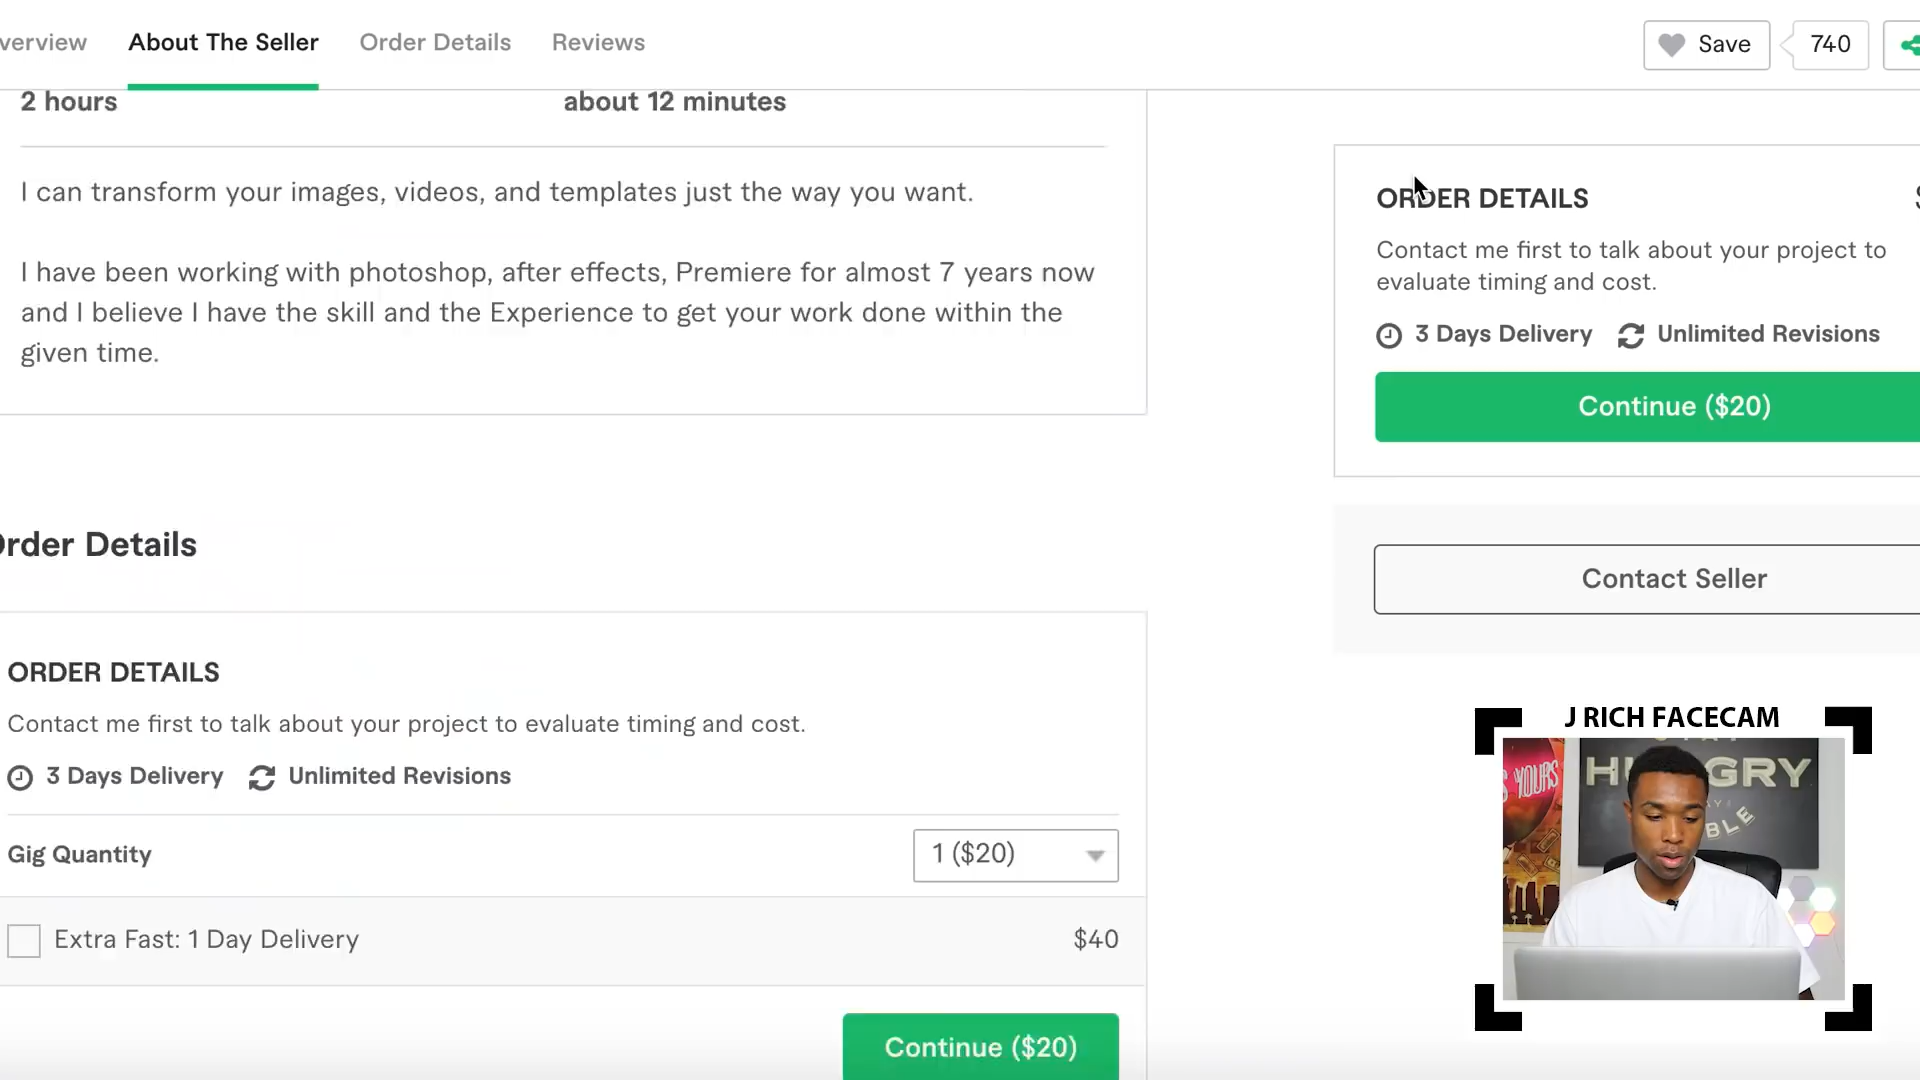 verview About The Seller Order Details Reviews Save 740
2 hours about 12 minutes
I can transform your images, videos, and templates just the way you want.
I have been working with photoshop, after effects, Premiere for almost 7 years now
and I believe I have the skill and the Experience to get your work done within the
given time.
ORDER DETAILS
Contact me first to talk about your project to
evaluate timing and cost.
3 Days Delivery Unlimited Revisions
Continue ($20)
Contact Seller
rder Details
ORDER DETAILS
Contact me first to talk about your project to evaluate timing and cost.
3 Days Delivery Unlimited Revisions
Gig Quantity 1 ($20)
Extra Fast: 1 Day Delivery $40
Continue ($20)
J RICH FACECAM
YOURS
GRY